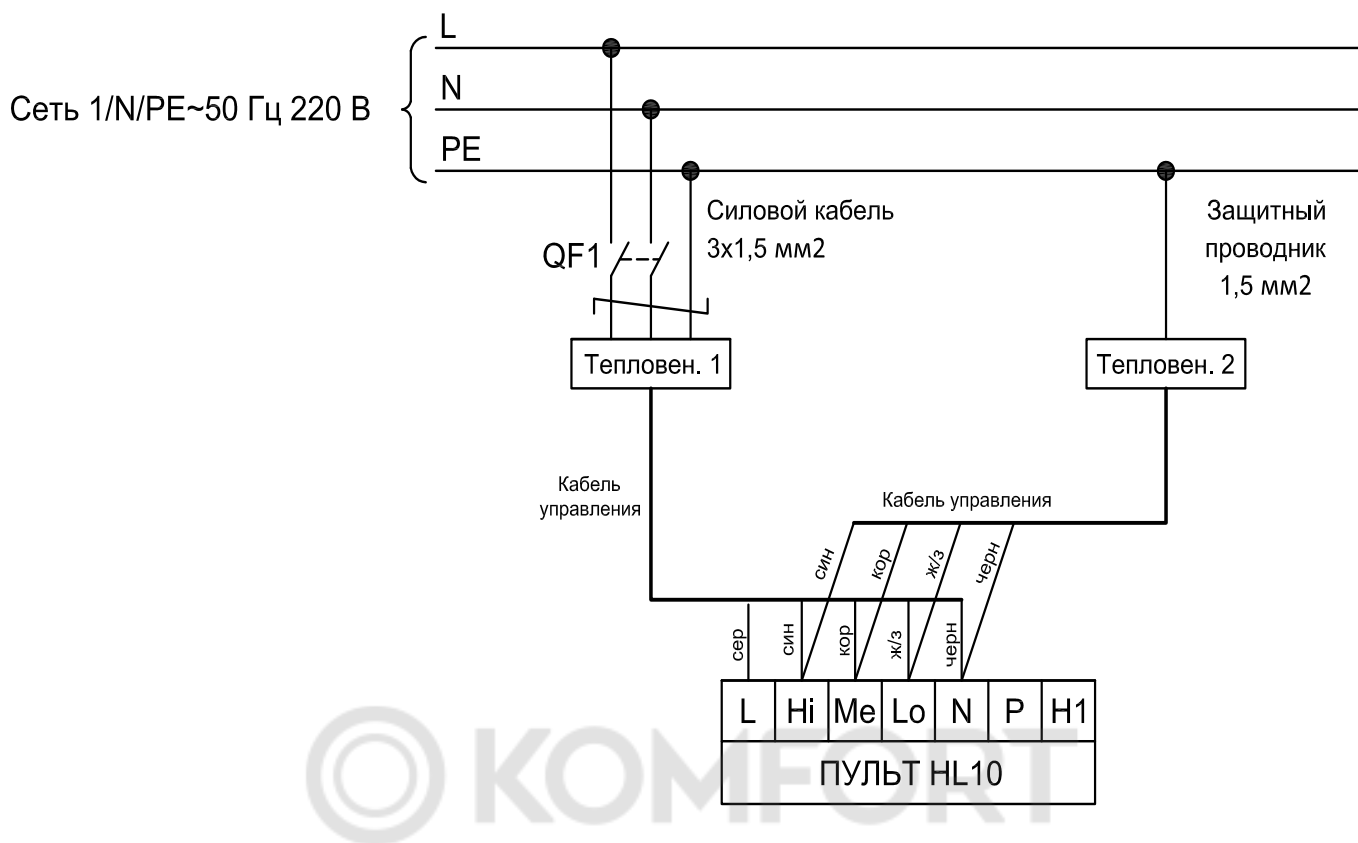 L
Сеть 1/N/PE~50 Гц 220 В
N
PE
Силовой кабель
3x1,5 мм2
QF1
Защитный
проводник
1,5 мм2
Тепловен. 1
Тепловен. 2
Кабель
управления
Кабель управления
син
кор
ж/з
черн
сер
син
кор
ж/з
черн
L Hi Me Lo N P H1
ПУЛЬТ HL10
KOMFORT